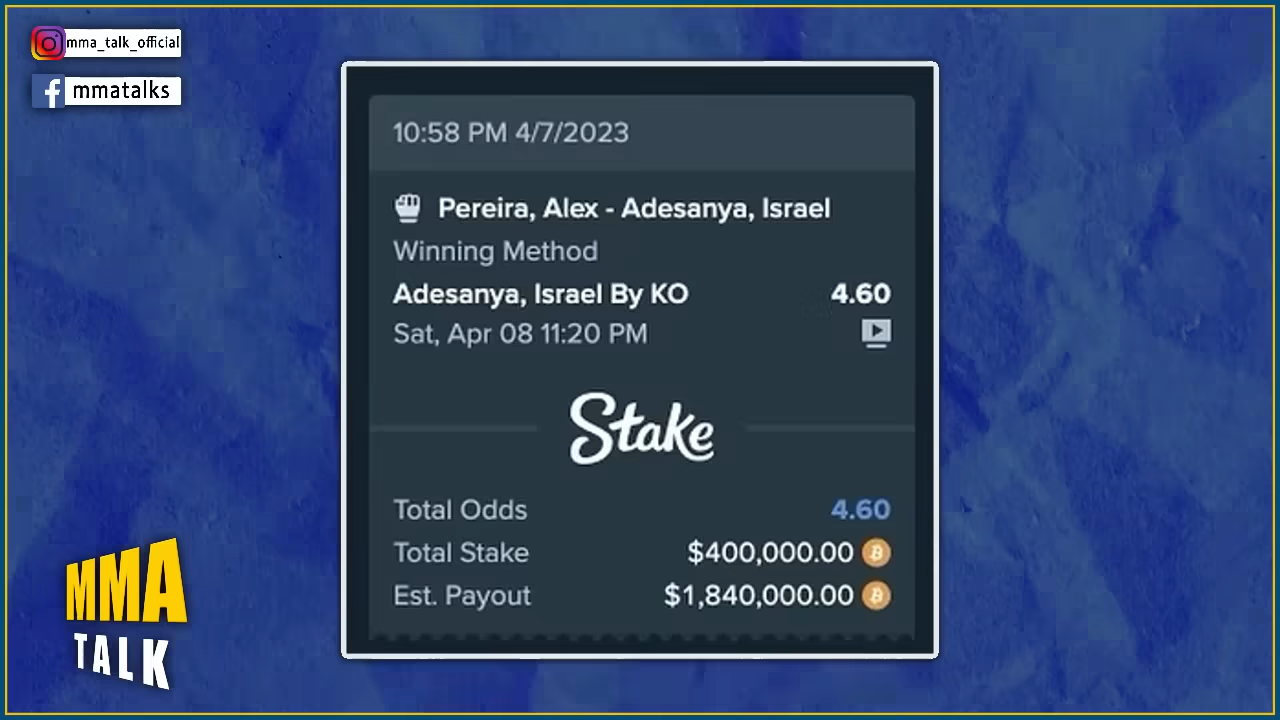 mma_talk_official
mmatalks
10:58 PM 4/7/2023
Pereira, Alex - Adesanya, Israel
Winning Method
Adesanya, Israel By KO 4.60
Sat, Apr 08 11:20 PM
Stake
Total Odds 4.60
Total Stake $400,000.00
Est. Payout $1,840,000.00
MMA
TALK